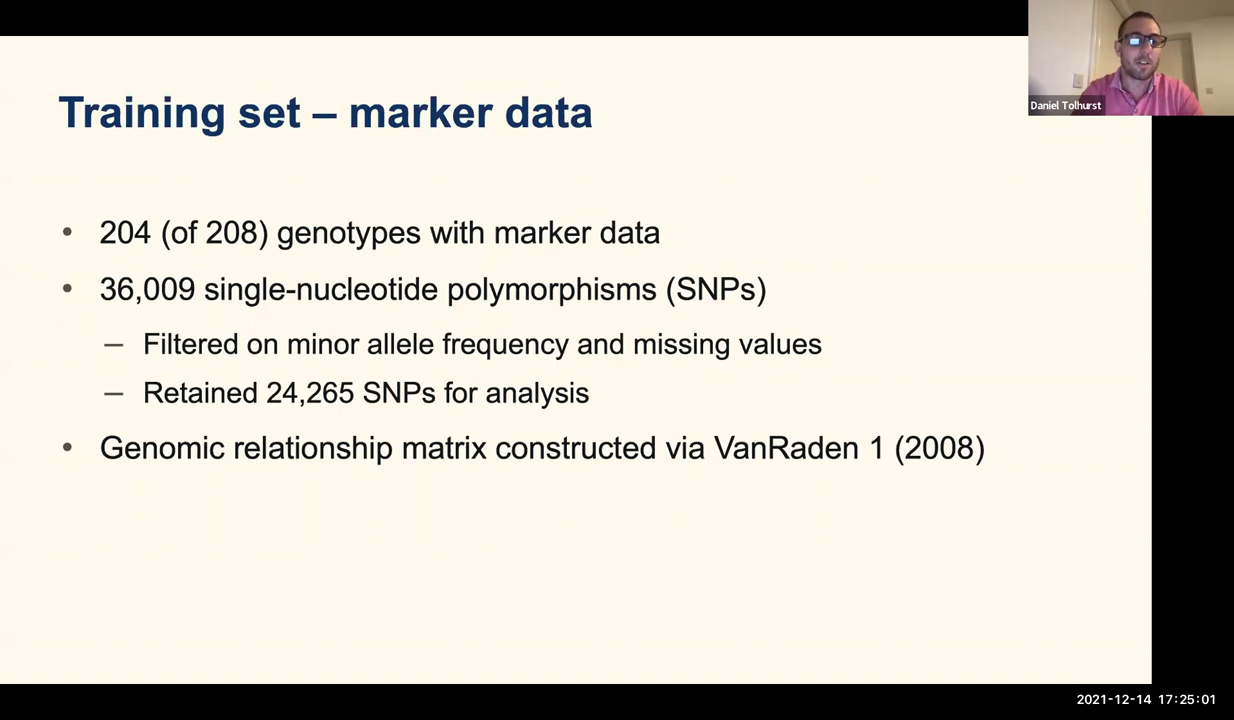 Daniel Tolhurst
Training set – marker data
• 204 (of 208) genotypes with marker data
• 36,009 single-nucleotide polymorphisms (SNPs)
– Filtered on minor allele frequency and missing values
– Retained 24,265 SNPs for analysis
• Genomic relationship matrix constructed via VanRaden 1 (2008)
2021-12-14 17:25:01